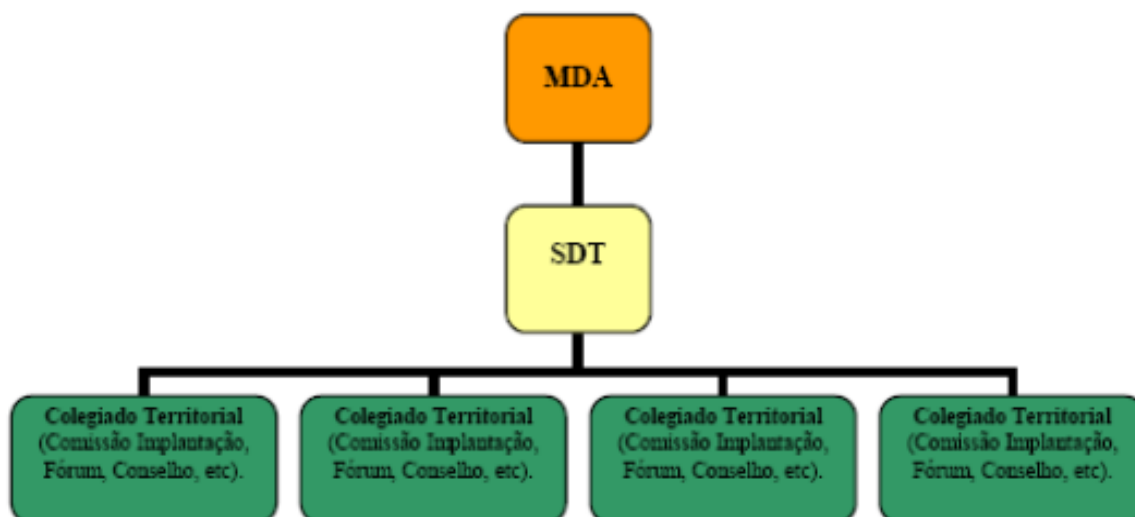 MDA
SDT
Colegiado Territorial
(Comissão Implantação,
Fórum, Conselho, etc).
Colegiado Territorial
(Comissão Implantação,
Fórum, Conselho, etc).
Colegiado Territorial
(Comissão Implantação,
Fórum, Conselho, etc).
Colegiado Territorial
(Comissão Implantação,
Fórum, Conselho, etc).